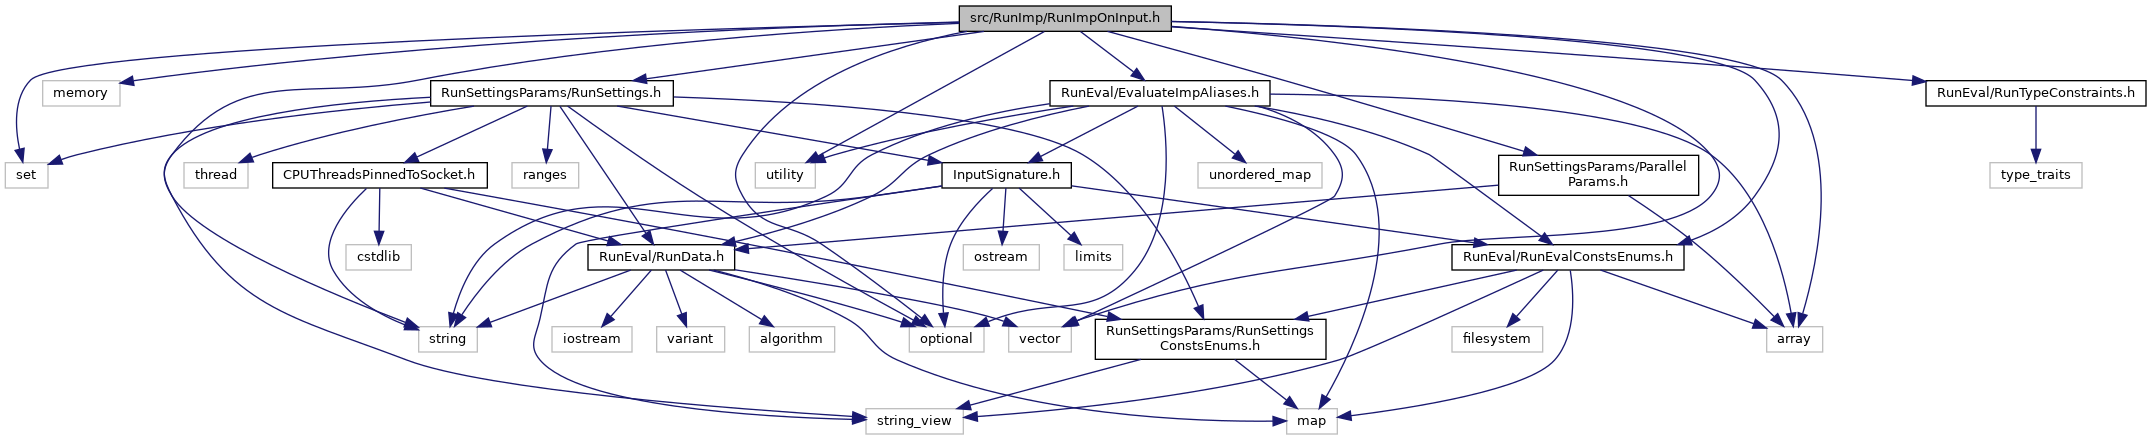 src/RunImp/RunImpOnInput.h
memory
RunSettingsParams/RunSettings.h
RunEval/EvaluateImpAliases.h
RunEval/RunTypeConstraints.h
set
thread
CPUThreadsPinnedToSocket.h
ranges
utility
InputSignature.h
unordered_map
RunSettingsParams/Parallel
Params.h
type_traits
cstdlib
RunEval/RunData.h
ostream
limits
RunEval/RunEvalConstsEnums.h
string
iostream
variant
algorithm
optional
vector
RunSettingsParams/RunSettings
ConstsEnums.h
filesystem
array
string_view
map